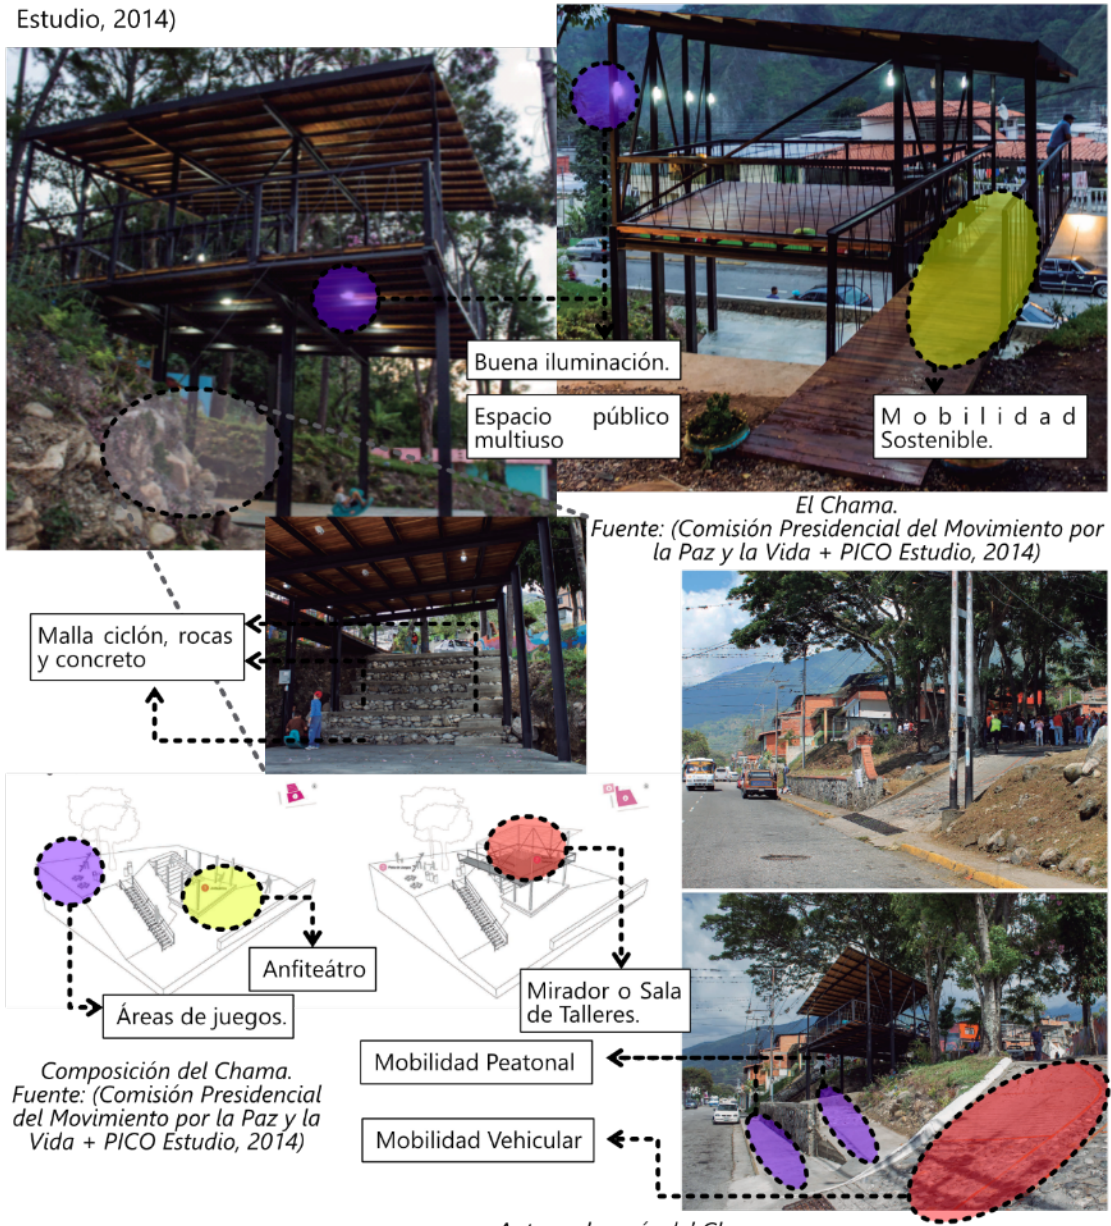 Estudio, 2014)
Buena iluminación.
Espacio público
multiuso
Mobilidad
Sostenible.
El Chama.
Fuente: (Comisión Presidencial del Movimiento por
la Paz y la Vida + PICO Estudio, 2014)
Malla ciclón, rocas
y concreto
Anfiteátro
Áreas de juegos.
Mirador o Sala
de Talleres.
Composición del Chama.
Fuente: (Comisión Presidencial
del Movimiento por la Paz y la
Vida + PICO Estudio, 2014)
Mobilidad Peatonal
Mobilidad Vehicular